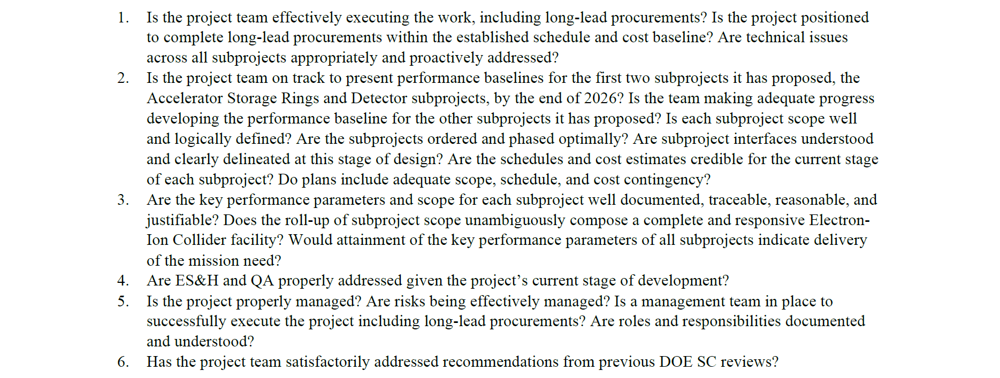 1. Is the project team effectively executing the work, including long-lead procurements? Is the project positioned
to complete long-lead procurements within the established schedule and cost baseline? Are technical issues
across all subprojects appropriately and proactively addressed?
2. Is the project team on track to present performance baselines for the first two subprojects it has proposed, the
Accelerator Storage Rings and Detector subprojects, by the end of 2026? Is the team making adequate progress
developing the performance baseline for the other subprojects it has proposed? Is each subproject scope well
and logically defined? Are the subprojects ordered and phased optimally? Are subproject interfaces understood
and clearly delineated at this stage of design? Are the schedules and cost estimates credible for the current stage
of each subproject? Do plans include adequate scope, schedule, and cost contingency?
3. Are the key performance parameters and scope for each subproject well documented, traceable, reasonable, and
justifiable? Does the roll-up of subproject scope unambiguously compose a complete and responsive Electron-
Ion Collider facility? Would attainment of the key performance parameters of all subprojects indicate delivery
of the mission need?
4. Are ES&H and QA properly addressed given the project’s current stage of development?
5. Is the project properly managed? Are risks being effectively managed? Is a management team in place to
successfully execute the project including long-lead procurements? Are roles and responsibilities documented
and understood?
6. Has the project team satisfactorily addressed recommendations from previous DOE SC reviews?